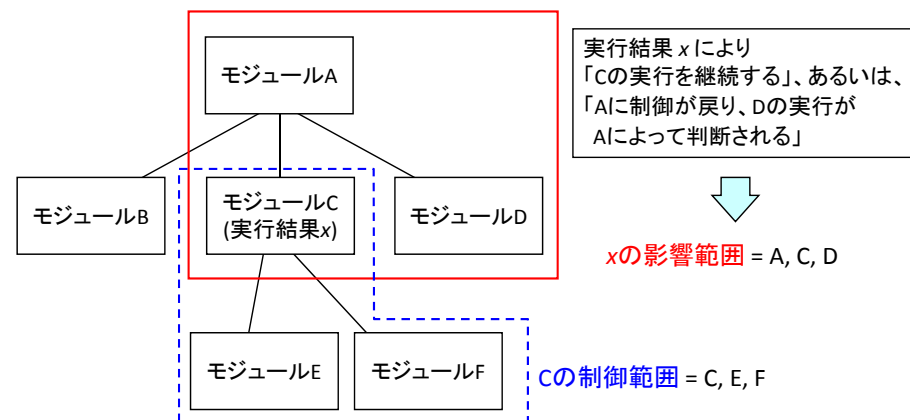 モジュールA
実行結果 x により
「Cの実行を継続する」、あるいは、
「Aに制御が戻り、Dの実行が
Aによって判断される」
モジュールB
モジュールC
(実行結果x)
モジュールD
xの影響範囲 = A, C, D
モジュールE
モジュールF
Cの制御範囲 = C, E, F